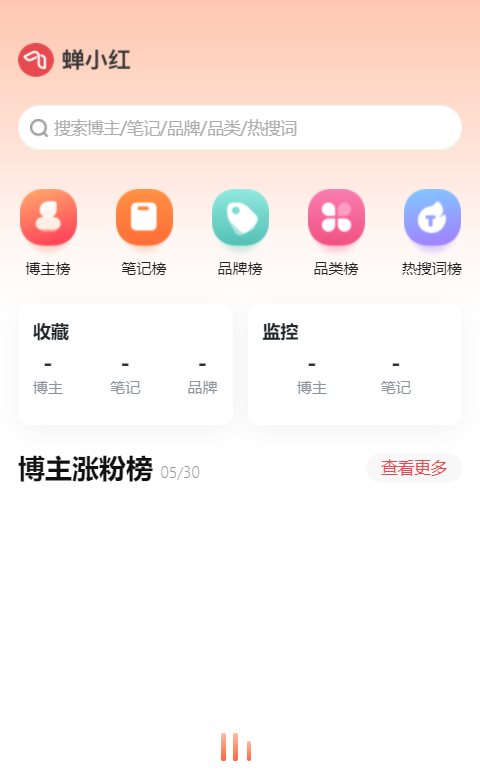 蝉小红
搜索博主/笔记/品牌/品类/热搜词
博主榜 笔记榜 品牌榜 品类榜 热搜词榜
收藏 监控
- - - - -
博主 笔记 品牌 博主 笔记
博主涨粉榜 05/30 查看更多